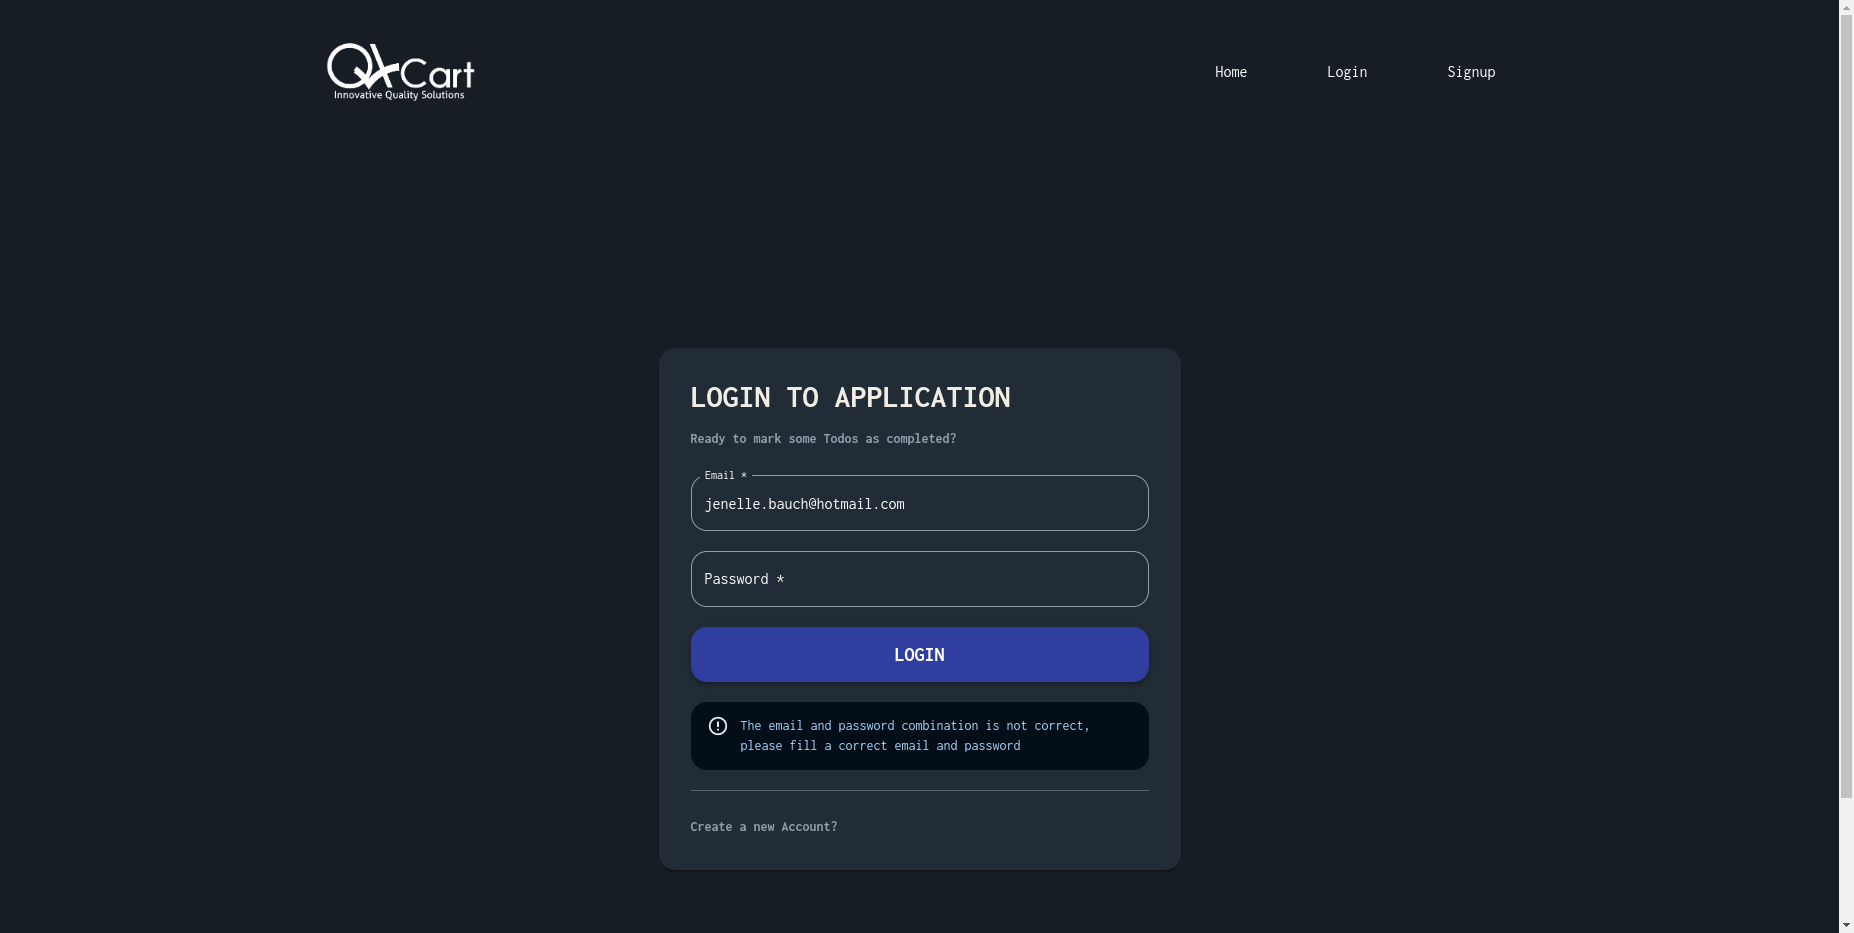 QACart
Innovative Quality Solutions
Home
Login
Signup
LOGIN TO APPLICATION
Ready to mark some Todos as completed?
Email *
jenelle.bauch@hotmail.com
Password *
LOGIN
The email and password combination is not correct,
please fill a correct email and password
Create a new Account?